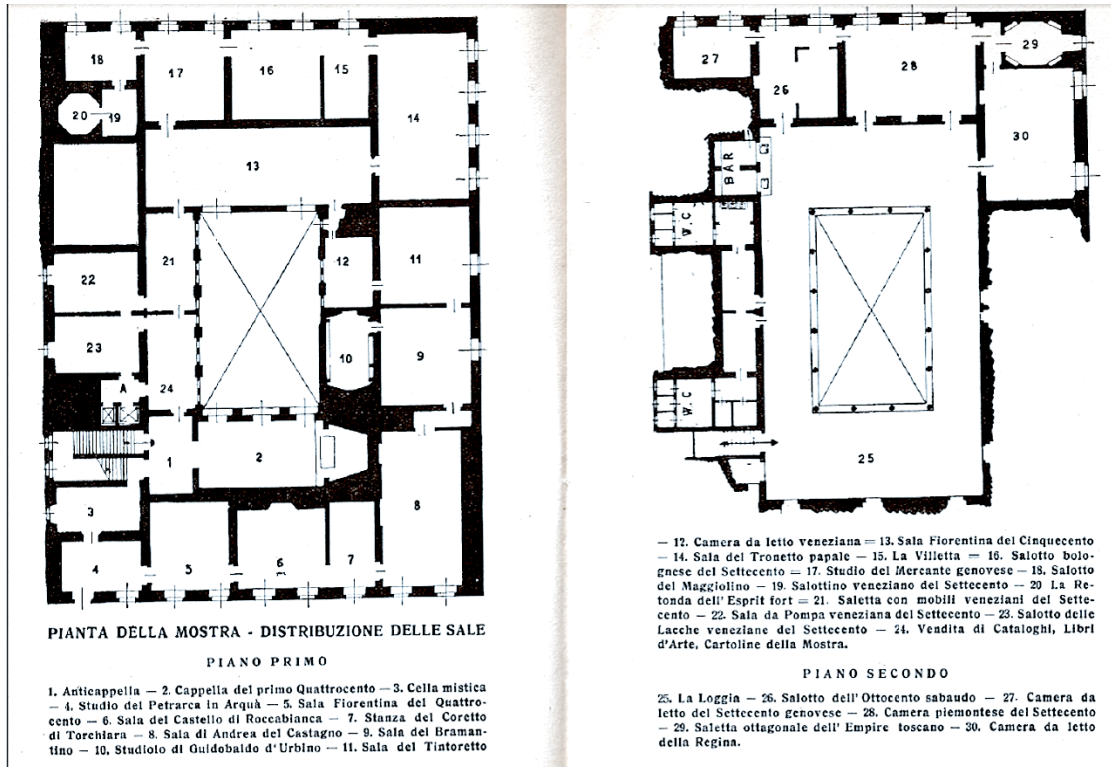 18
17
16
15
20
19
14
13
22
21
12
11
23
10
9
A
24
1
2
3
8
4
5
6
7
PIANTA DELLA MOSTRA - DISTRIBUZIONE DELLE SALE
PIANO PRIMO
1. Anticappella — 2. Cappella del primo Quattrocento — 3. Cella mistica
— 4. Studio del Petrarca in Arquà — 5. Sala Fiorentina del Quattro-
cento — 6. Sala del Castello di Roccabianca — 7. Stanza del Coretto
di Torchiara — 8. Sala di Andrea del Castagno — 9. Sala del Braman-
tino — 10. Studiolo di Guidobaldo d'Urbino — 11. Sala del Tintoretto
27
26
28
29
30
BAR
W.C
W.C
25
— 12. Camera da letto veneziana = 13. Sala Fiorentina del Cinquecento
— 14. Sala del Tronetto papale — 15. La Villetta = 16. Salotto bolo-
gnese del Settecento = 17. Studio del Mercante genovese — 18. Salotto
del Maggiolino — 19. Salottino veneziano del Settecento — 20 La Ro-
tonda dell'Esprit fort = 21. Saletta con mobili veneziani del Sette-
cento — 22. Sala da Pompa veneziana del Settecento — 23. Salotto delle
Lacche veneziane del Settecento — 24. Vendita di Cataloghi, Libri
d'Arte, Cartoline della Mostra.
PIANO SECONDO
25. La Loggia — 26. Salotto dell'Ottocento sabaudo — 27. Camera da
letto del Settecento genovese — 28. Camera piemontese del Settecento
— 29. Saletta ottagonale dell'Empire toscano — 30. Camera da letto
della Regina.